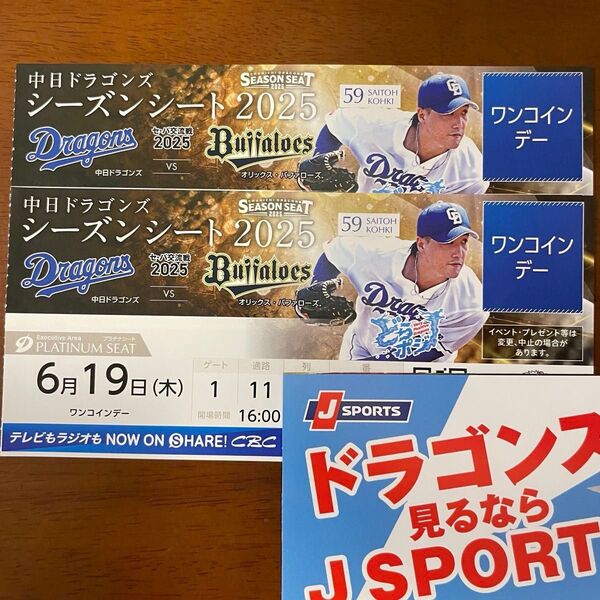 中日ドラゴンズ
シーズンシート 2025
SEASON SEAT
2025
Dragons
中日ドラゴンズ
セ・パ交流戦
2025
VS
Buffaloes
オリックス・バファローズ
59 SAITOH
KOHKI
ワンコイン
デー
中日ドラゴンズ
シーズンシート 2025
SEASON SEAT
2025
Dragons
中日ドラゴンズ
セ・パ交流戦
2025
VS
Buffaloes
オリックス・バファローズ
59 SAITOH
KOHKI
ワンコイン
デー
イベント・プレゼント等は
変更、中止の場合が
あります。
Executive Area プラチナシート
PLATINUM SEAT
6月19日(木)
ワンコインデー
ゲート 通路 列 番
1 11
開場時間 16:00
テレビもラジオも NOW ON SHARE! CBC
J SPORTS
ドラゴンズ
見るなら
J SPORT